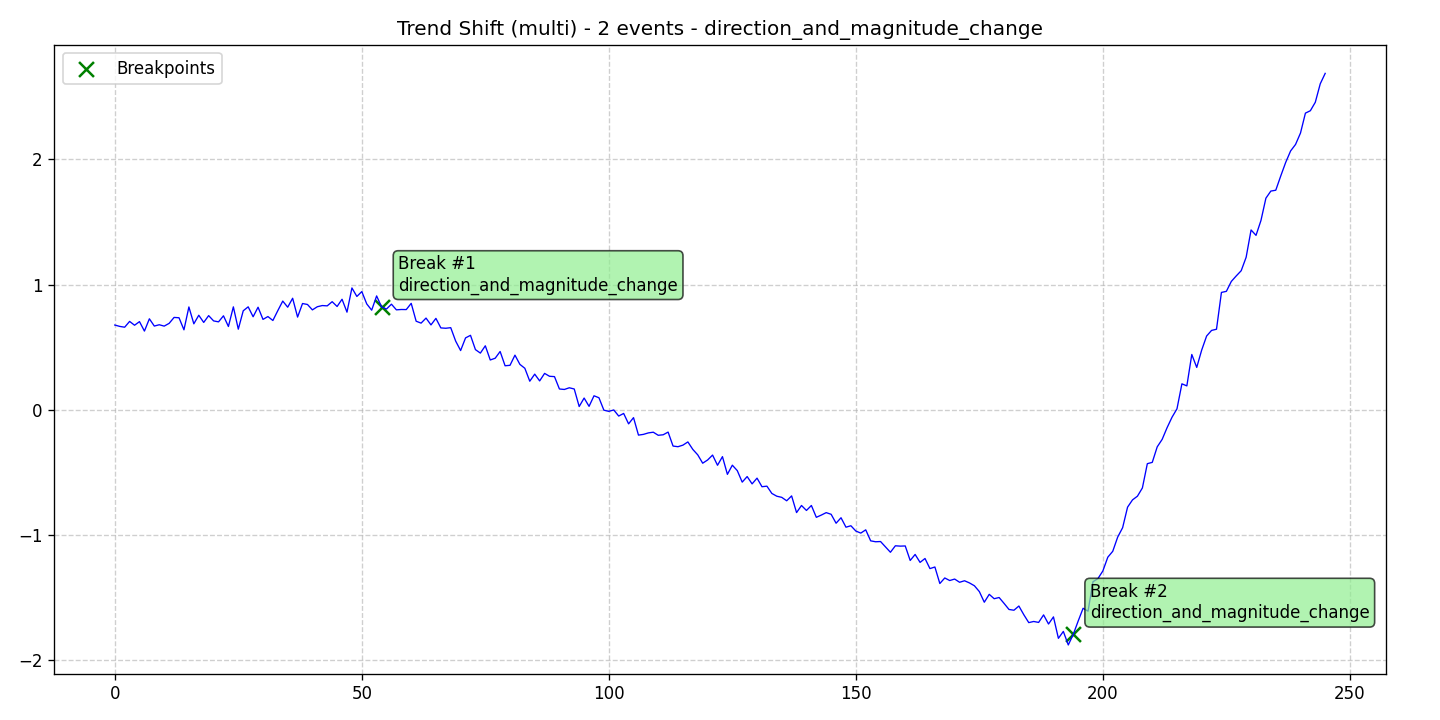 Trend Shift (multi) - 2 events - direction_and_magnitude_change
Breakpoints
2
1
0
−1
−2
Break #1
direction_and_magnitude_change
Break #2
direction_and_magnitude_change
0
50
100
150
200
250